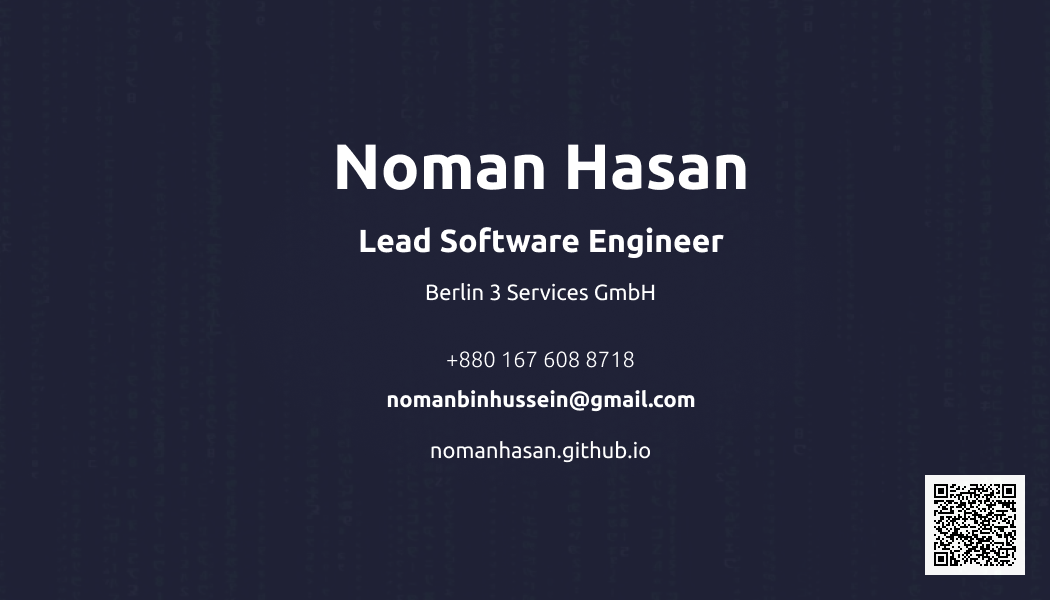 Noman Hasan
Lead Software Engineer
Berlin 3 Services GmbH
+880 167 608 8718
nomanbinhussein@gmail.com
nomanhasan.github.io